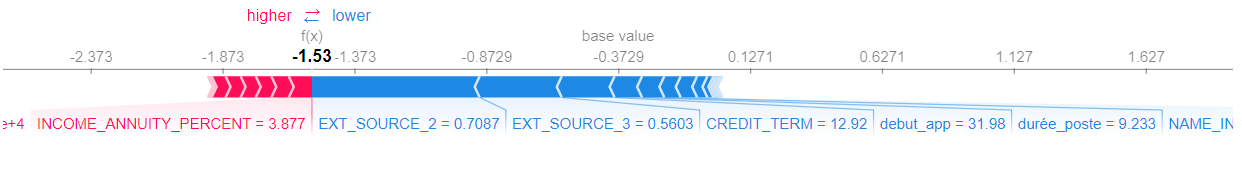 higher ⇄ lower
f(x) base value
-2.373 -1.873 -1.53 -1.373 -0.8729 -0.3729 0.1271 0.6271 1.127 1.627
e+4 INCOME_ANNUITY_PERCENT = 3.877 EXT_SOURCE_2 = 0.7087 EXT_SOURCE_3 = 0.5603 CREDIT_TERM = 12.92 debut_app = 31.98 durée_poste = 9.233 NAME_IN